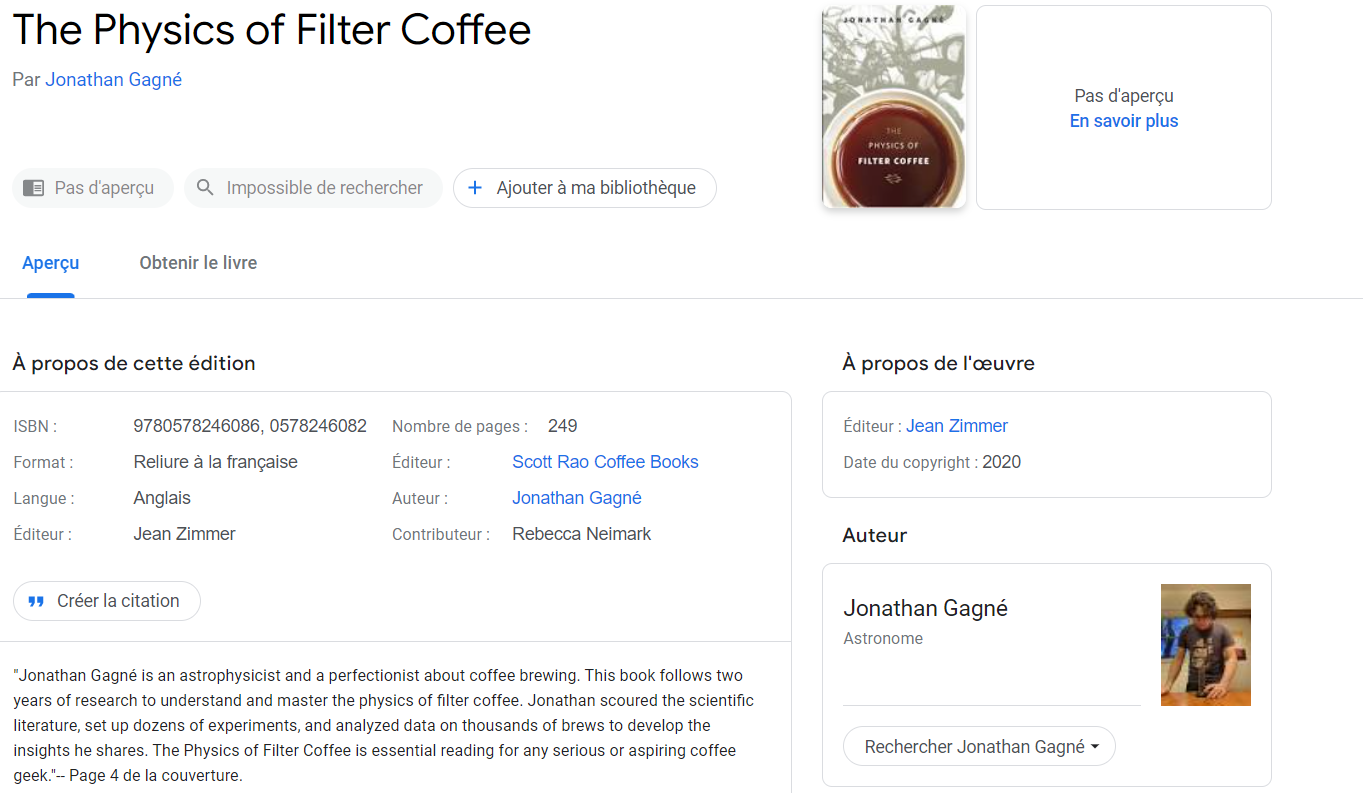 The Physics of Filter Coffee
Par Jonathan Gagné
Pas d'aperçu
Impossible de rechercher
Ajouter à ma bibliothèque
JONATHAN GAGNÉ
THE
PHYSICS OF
FILTER COFFEE
Pas d'aperçu
En savoir plus
Aperçu
Obtenir le livre
À propos de cette édition
ISBN : 9780578246086, 0578246082
Nombre de pages : 249
Format : Reliure à la française
Éditeur : Scott Rao Coffee Books
Langue : Anglais
Auteur : Jonathan Gagné
Éditeur : Jean Zimmer
Contributeur : Rebecca Neimark
Créer la citation
"Jonathan Gagné is an astrophysicist and a perfectionist about coffee brewing. This book follows two
years of research to understand and master the physics of filter coffee. Jonathan scoured the scientific
literature, set up dozens of experiments, and analyzed data on thousands of brews to develop the
insights he shares. The Physics of Filter Coffee is essential reading for any serious or aspiring coffee
geek."-- Page 4 de la couverture.
À propos de l'œuvre
Éditeur : Jean Zimmer
Date du copyright : 2020
Auteur
Jonathan Gagné
Astronome
Rechercher Jonathan Gagné